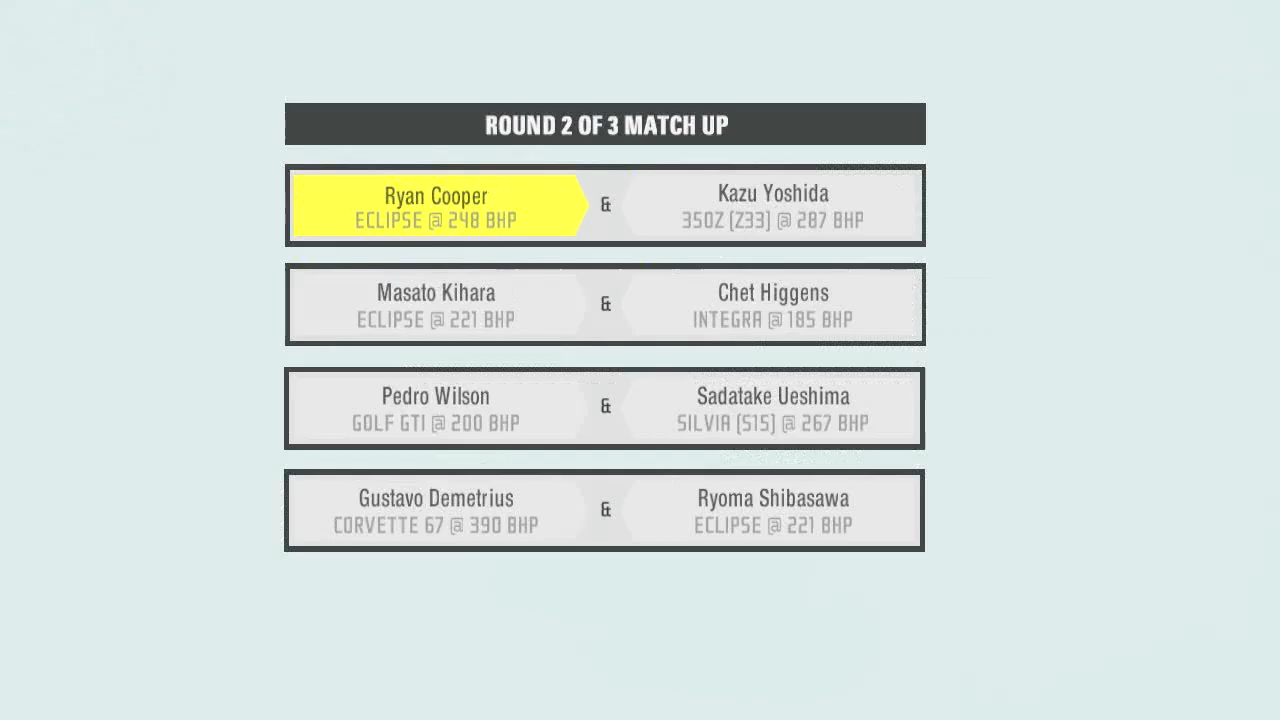 ROUND 2 OF 3 MATCH UP
Ryan Cooper & Kazu Yoshida
ECLIPSE @ 248 BHP 350Z (Z33) @ 287 BHP
Masato Kihara & Chet Higgens
ECLIPSE @ 221 BHP INTEGRA @ 185 BHP
Pedro Wilson & Sadatake Ueshima
GOLF GTI @ 200 BHP SILVIA (S15) @ 267 BHP
Gustavo Demetrius & Ryoma Shibasawa
CORVETTE 67 @ 390 BHP ECLIPSE @ 221 BHP